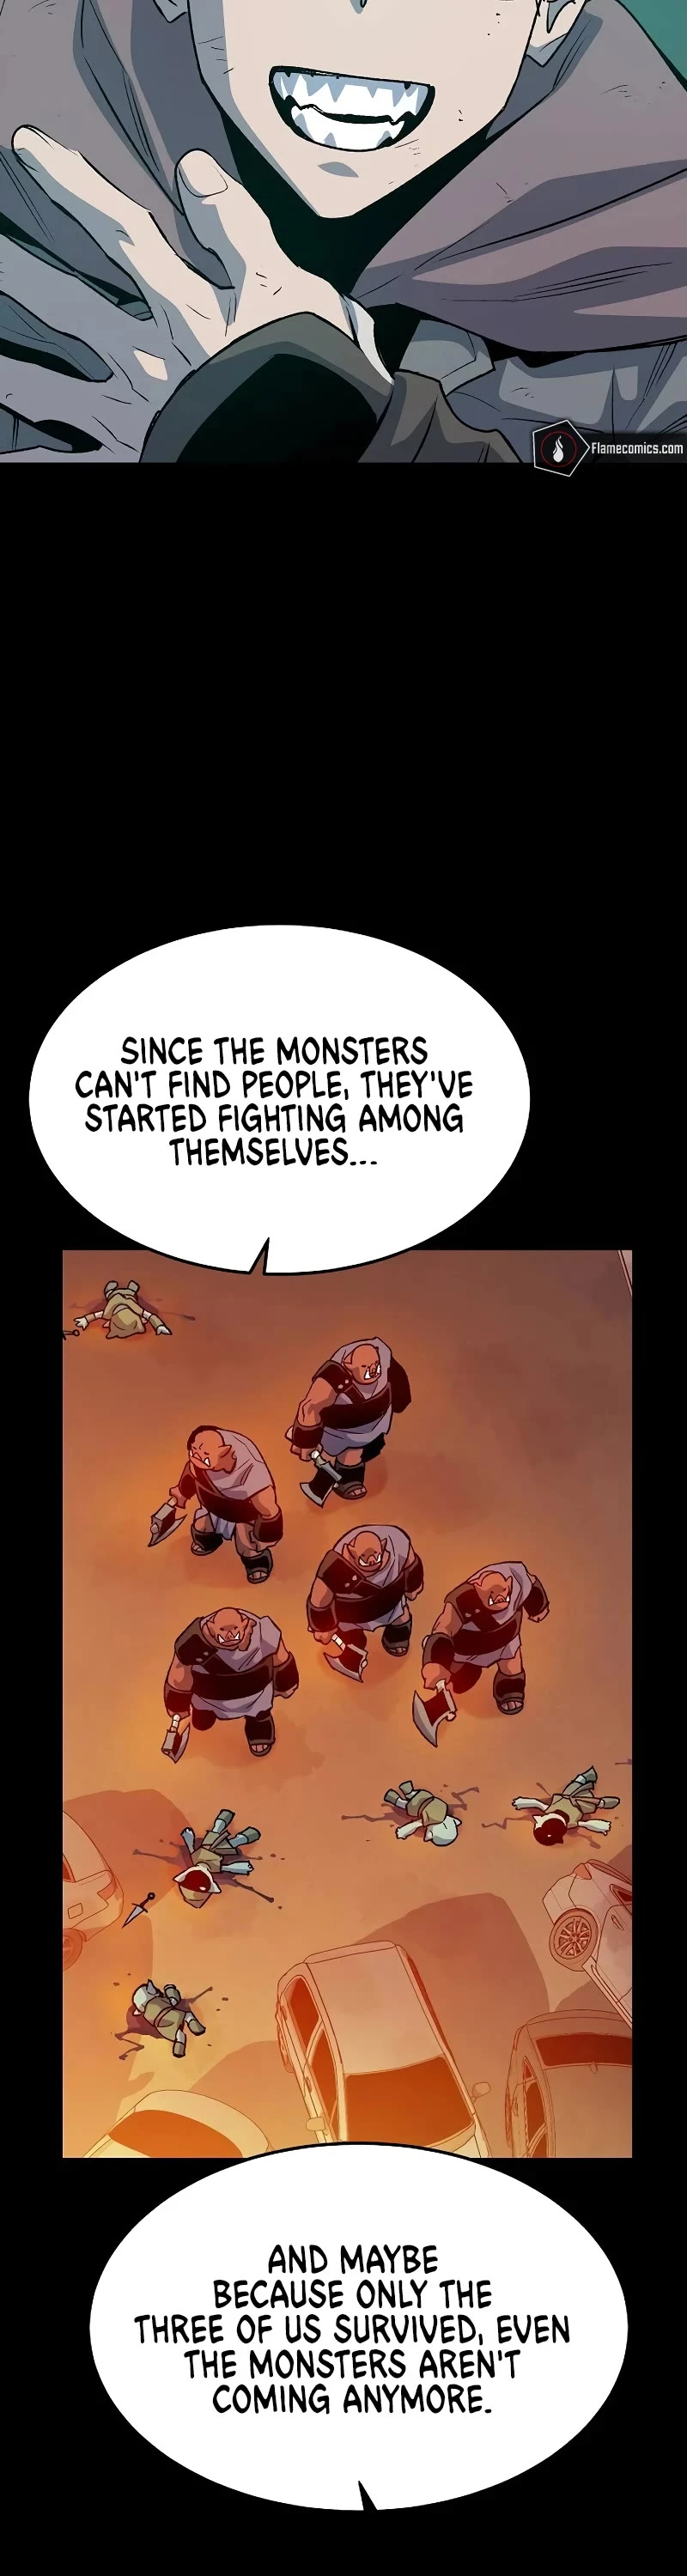 Flamecomics.com
SINCE THE MONSTERS
CAN'T FIND PEOPLE, THEY'VE
STARTED FIGHTING AMONG
THEMSELVES...
AND MAYBE
BECAUSE ONLY THE
THREE OF US SURVIVED, EVEN
THE MONSTERS AREN'T
COMING ANYMORE.